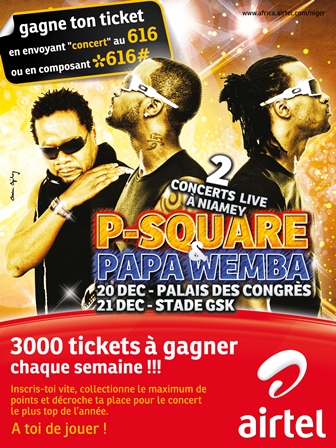 gagne ton ticket
en envoyant "concert" au 616
ou en composant *616#
www.africa.airtel.com/niger
2
CONCERTS LIVE
À NIAMEY
P-SQUARE
&
PAPA WEMBA
20 DEC - PALAIS DES CONGRÈS
21 DEC - STADE GSK
3000 tickets à gagner
chaque semaine !!!
Inscris-toi vite, collectionne le maximum de
points et décroche ta place pour le concert
le plus top de l'année.
A toi de jouer !
airtel